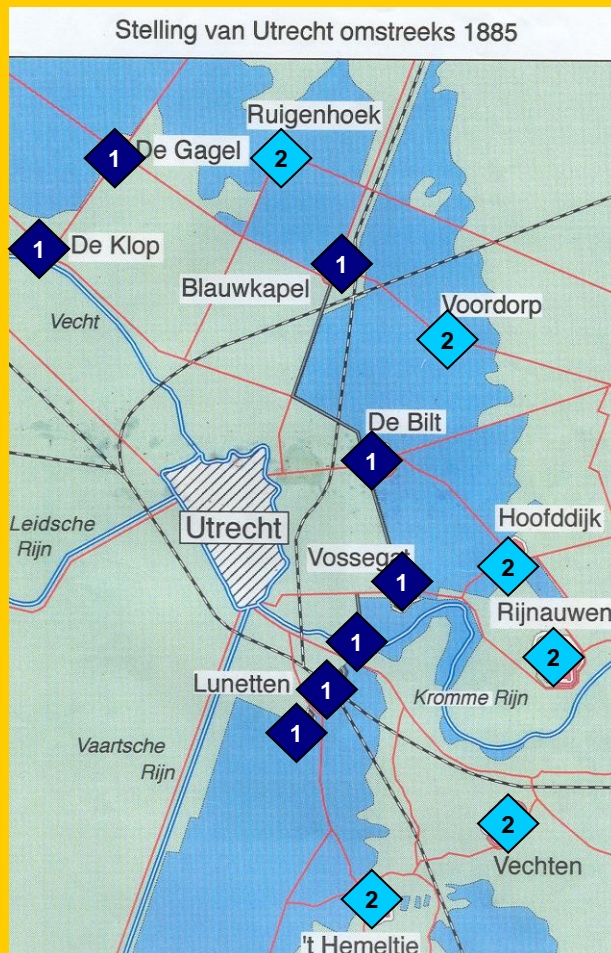 Stelling van Utrecht omstreeks 1885
Ruigenhoek
1
De Gagel
2
1
De Klop
1
Blauwkapel
Vecht
Voordorp
2
De Bilt
1
Leidsche
Rijn
Utrecht
Hoofddijk
Vossegat
2
1
Rijnauwen
1
2
Lunetten
1
Kromme Rijn
1
Vaartsche
Rijn
2
Vechten
2
't Hemeltje